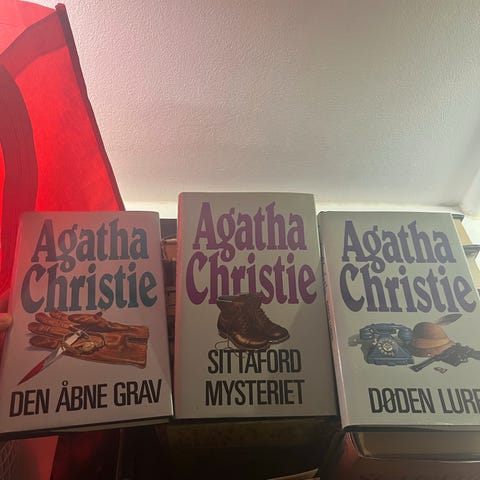 Agatha
Christie
DEN ÅBNE GRAV
Agatha
Christie
SITTAFORD
MYSTERIET
Agatha
Christie
DØDEN LURER